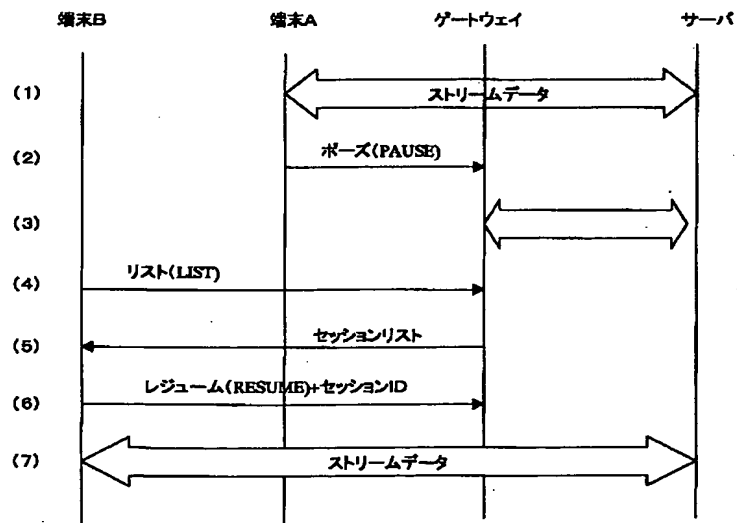 端末B 端末A ゲートウェイ サーバ
(1) ストリームデータ
(2) ポーズ(PAUSE)
(3)
(4) リスト(LIST)
(5) セッションリスト
(6) レジューム(RESUME)+セッションID
(7) ストリームデータ